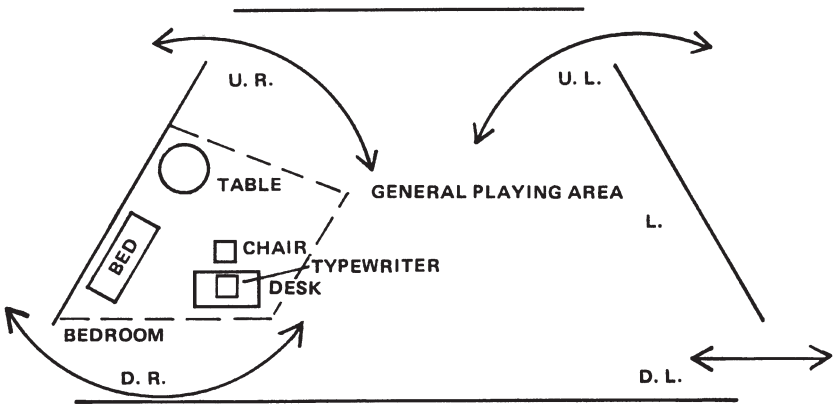 U. R.
U. L.
TABLE
GENERAL PLAYING AREA
L.
BED
CHAIR
TYPEWRITER
DESK
BEDROOM
D. R.
D. L.